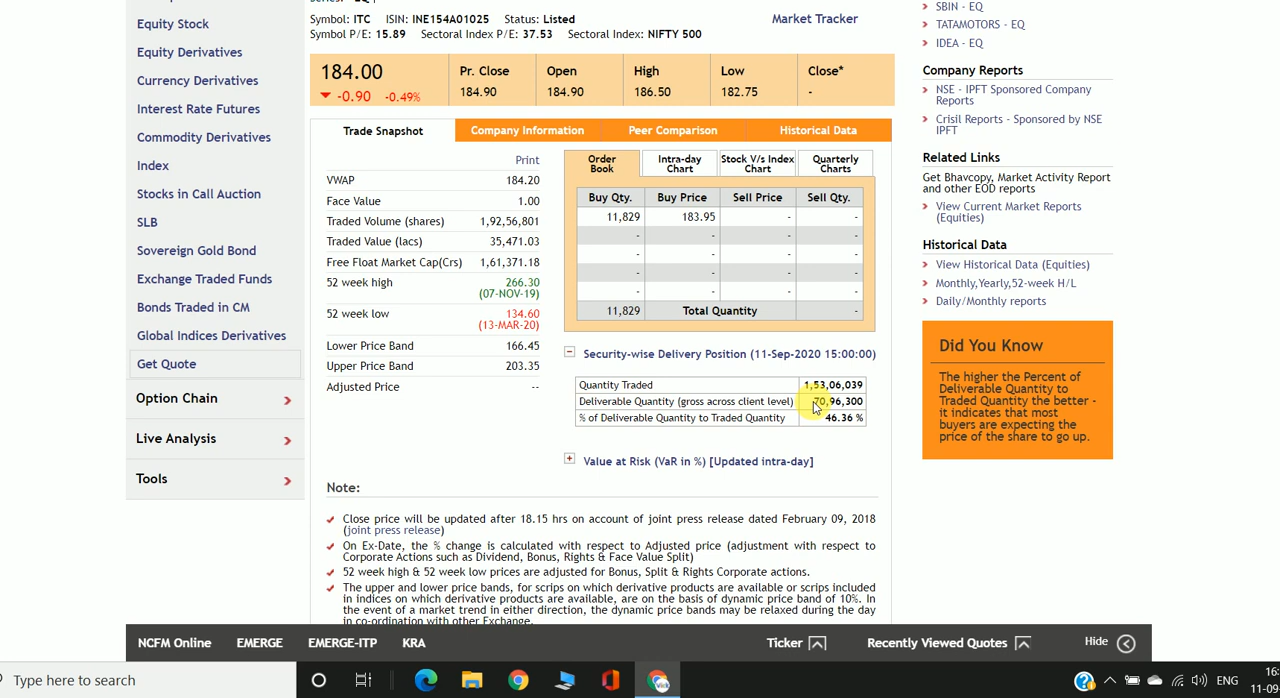 Equity Stock
Equity Derivatives
Currency Derivatives
Interest Rate Futures
Commodity Derivatives
Index
Stocks in Call Auction
SLB
Sovereign Gold Bond
Exchange Traded Funds
Bonds Traded in CM
Global Indices Derivatives
Get Quote
Option Chain
Live Analysis
Tools
Symbol: ITC ISIN: INE154A01025 Status: Listed
Symbol P/E: 15.89 Sectoral Index P/E: 37.53 Sectoral Index: NIFTY 500
Market Tracker
184.00
-0.90 -0.49%
Pr. Close Open High Low Close*
184.90 184.90 186.50 182.75 -
Trade Snapshot Company Information Peer Comparison Historical Data
Print
VWAP 184.20
Face Value 1.00
Traded Volume (shares) 1,92,56,801
Traded Value (lacs) 35,471.03
Free Float Market Cap(Crs) 1,61,371.18
52 week high 266.30
(07-NOV-19)
52 week low 134.60
(13-MAR-20)
Lower Price Band 166.45
Upper Price Band 203.35
Adjusted Price --
Order Book
Intra-day Chart
Stock V/s Index Chart
Quarterly Charts
Buy Qty. Buy Price Sell Price Sell Qty.
11,829 183.95 - -
- - - -
- - - -
- - - -
- - - -
11,829 Total Quantity -
Security-wise Delivery Position (11-Sep-2020 15:00:00)
Quantity Traded 1,53,06,039
Deliverable Quantity (gross across client level) 70,96,300
% of Deliverable Quantity to Traded Quantity 46.36 %
Value at Risk (VaR in %) [Updated intra-day]
Note:
Close price will be updated after 18.15 hrs on account of joint press release dated February 09, 2018
(joint press release)
On Ex-Date, the % change is calculated with respect to Adjusted price (adjustment with respect to
Corporate Actions such as Dividend, Bonus, Rights & Face Value Split)
52 week high & 52 week low prices are adjusted for Bonus, Split & Rights Corporate actions.
The upper and lower price bands, for scrips on which derivative products are available or scrips included
in indices on which derivative products are available, are on the basis of dynamic price band of 10%. In
the event of a market trend in either direction, the dynamic price bands may be relaxed during the day
in co-ordination with other Exchange.
SBIN - EQ
TATAMOTORS - EQ
IDEA - EQ
Company Reports
NSE - IPFT Sponsored Company
Reports
Crisil Reports - Sponsored by NSE
IPFT
Related Links
Get Bhavcopy, Market Activity Report
and other EOD reports
View Current Market Reports
(Equities)
Historical Data
View Historical Data (Equities)
Monthly,Yearly,52-week H/L
Daily/Monthly reports
Did You Know
The higher the Percent of
Deliverable Quantity to
Traded Quantity the better -
it indicates that most
buyers are expecting the
price of the share to go up.
NCFM Online EMERGE EMERGE-ITP KRA Ticker Recently Viewed Quotes Hide
Type here to search
ENG
16:
11-09